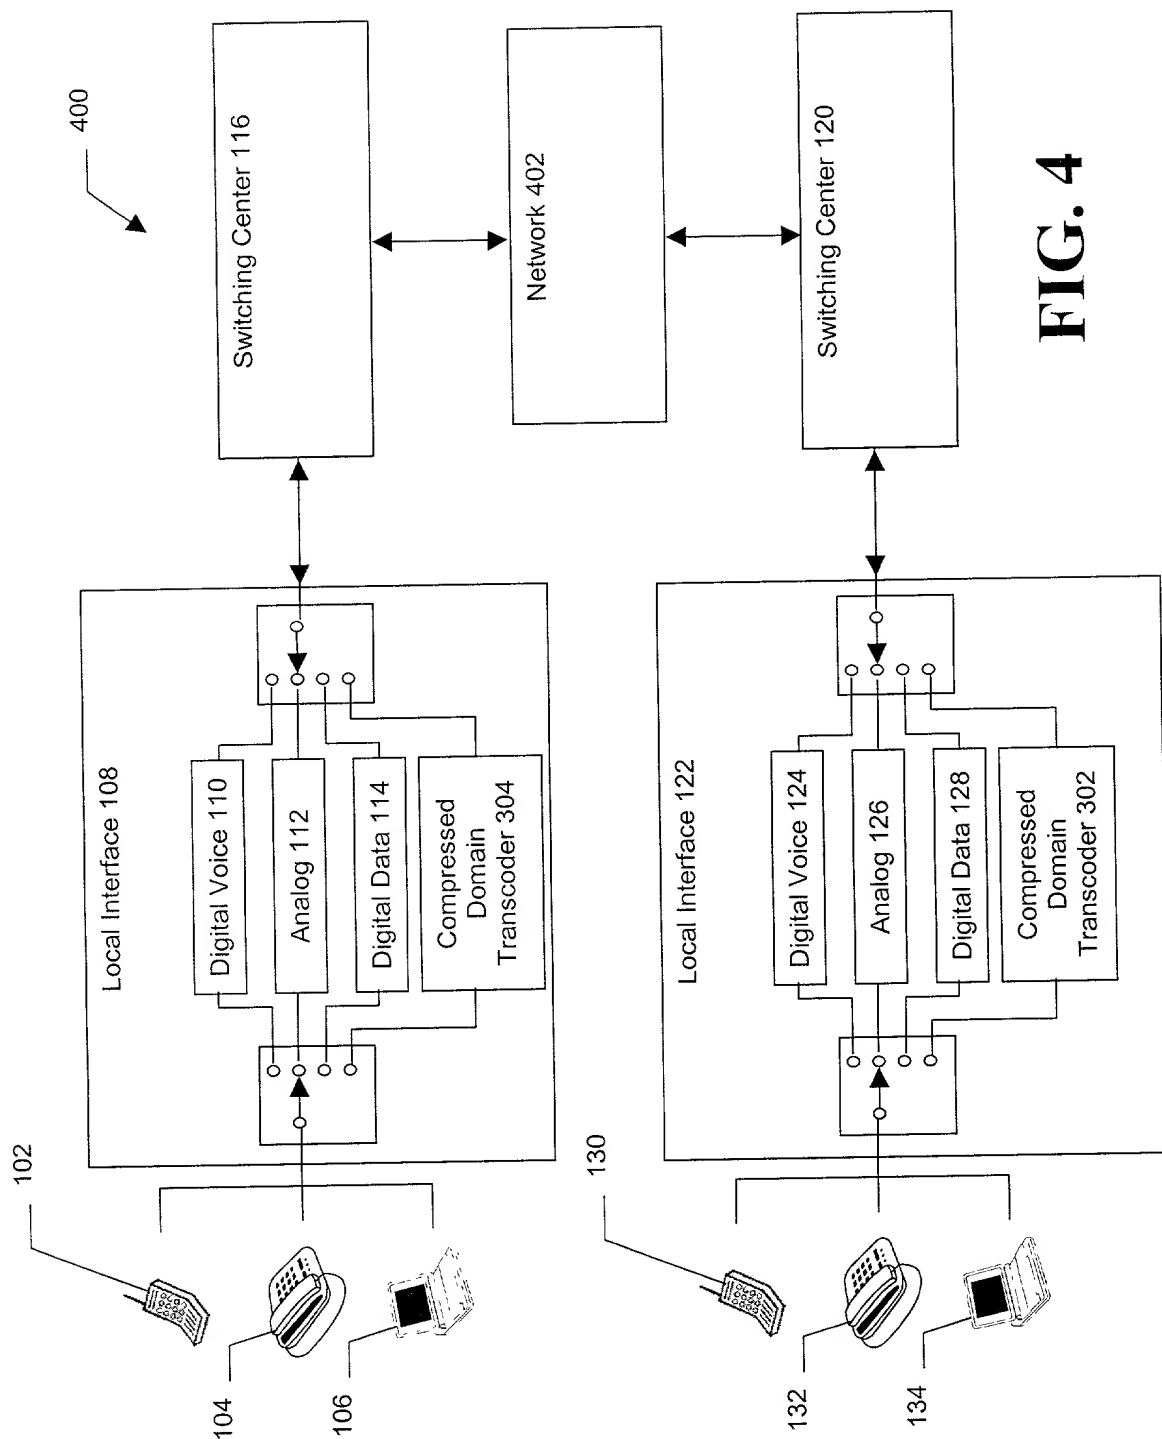 400
Switching Center 116
Network 402
Switching Center 120
Local Interface 108
Digital Voice 110
Analog 112
Digital Data 114
Compressed
Domain
Transcoder 304
Local Interface 122
Digital Voice 124
Analog 126
Digital Data 128
Compressed
Domain
Transcoder 302
102
104
106
130
132
134
FIG. 4